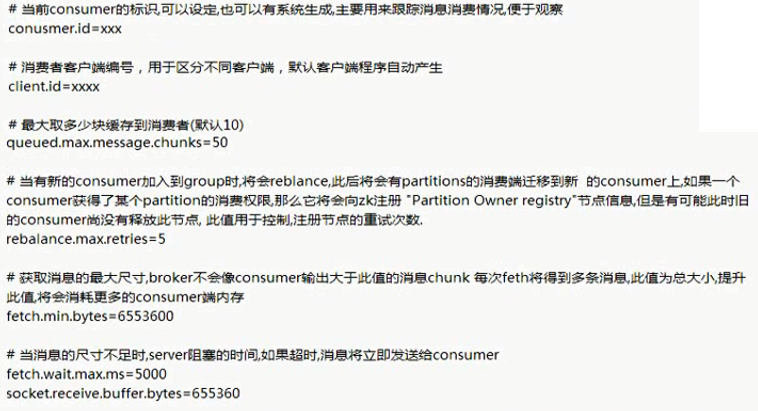 # 当前consumer的标识,可以设定,也可以有系统生成,主要用来跟踪消息消费情况,便于观察
conusmer.id=xxx
# 消费者客户端编号，用于区分不同客户端，默认客户端程序自动产生
client.id=xxxx
# 最大取多少块缓存到消费者(默认10)
queued.max.message.chunks=50
# 当有新的consumer加入到group时,将会reblance,此后将会有partitions的消费端迁移到新 的consumer上,如果一个
consumer获得了某个partition的消费权限,那么它将会向zk注册 "Partition Owner registry"节点信息,但是有可能此时旧
的consumer尚没有释放此节点, 此值用于控制,注册节点的重试次数.
rebalance.max.retries=5
# 获取消息的最大尺寸,broker不会像consumer输出大于此值的消息chunk 每次feth将得到多条消息,此值为总大小,提升
此值,将会消耗更多的consumer端内存
fetch.min.bytes=6553600
# 当消息的尺寸不足时,server阻塞的时间,如果超时,消息将立即发送给consumer
fetch.wait.max.ms=5000
socket.receive.buffer.bytes=655360